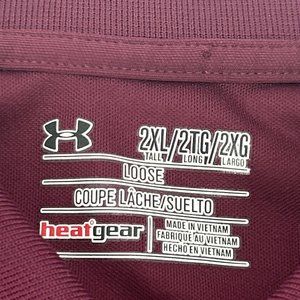 2XL/2TG/2XG
TALL LONG LARGO
LOOSE
COUPE LÂCHE/SUELTO
heatgear
MADE IN VIETNAM
FABRIQUÉ AU VIETNAM
HECHO EN VIETNAM